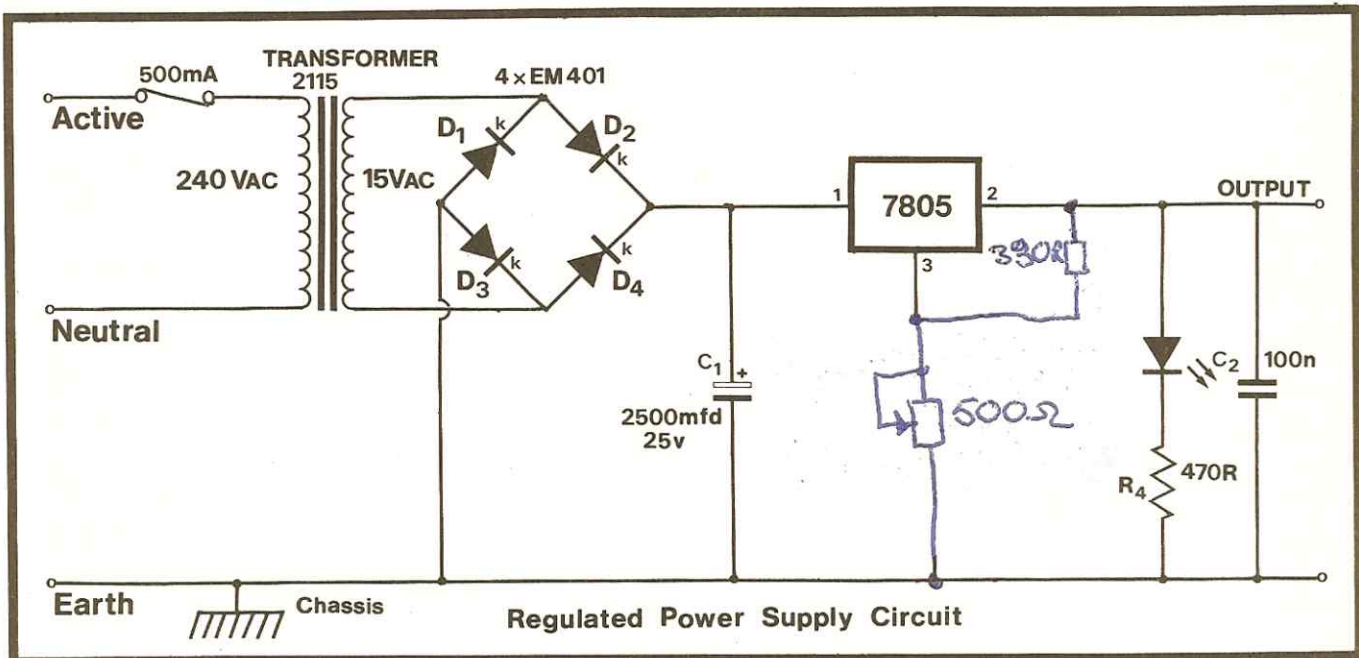 500mA
TRANSFORMER
2115
4 × EM 401
Active
D1
k
D2
k
240 VAC
15VAC
1
7805
2
OUTPUT
3
390R
D3
k
D4
k
Neutral
C1
+
2500mfd
25v
500Ω
C2
100n
R4
470R
Earth
Chassis
Regulated Power Supply Circuit